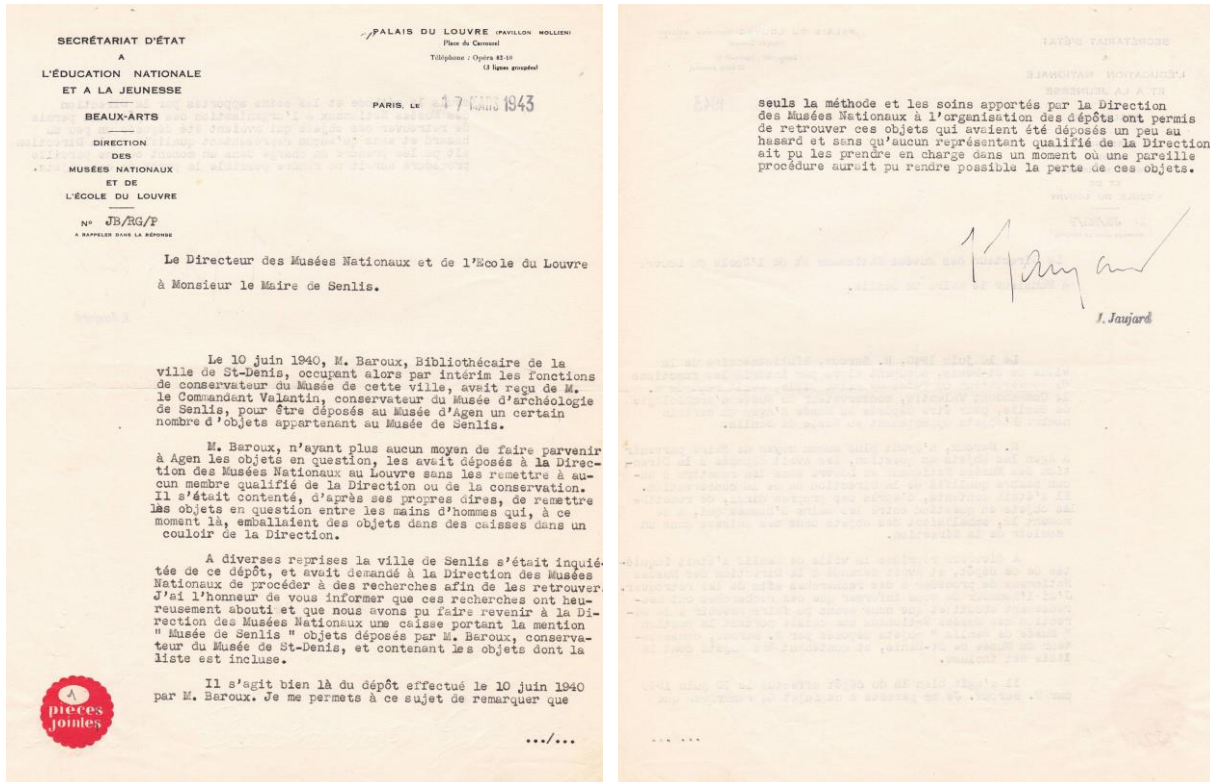 SECRÉTARIAT D'ÉTAT
A
L'ÉDUCATION NATIONALE
ET A LA JEUNESSE
BEAUX-ARTS
DIRECTION
DES
MUSÉES NATIONAUX
ET DE
L'ÉCOLE DU LOUVRE
N° JB/RG/P
A RAPPELER DANS LA RÉPONSE
PALAIS DU LOUVRE (PAVILLON MOLLIEN)
Place du Carrousel
Téléphone : Opéra 82-10
(3 lignes groupées)
PARIS, LE 17 MARS 1943
Le Directeur des Musées Nationaux et de l'Ecole du Louvre
à Monsieur le Maire de Senlis.
Le 10 juin 1940, M. Baroux, Bibliothécaire de la
ville de St-Denis, occupant alors par intérim les fonctions
de conservateur du Musée de cette ville, avait reçu de M.
le Commandant Valantin, conservateur du Musée d'archéologie
de Senlis, pour être déposés au Musée d'Agen un certain
nombre d'objets appartenant au Musée de Senlis.
M. Baroux, n'ayant plus aucun moyen de faire parvenir
à Agen les objets en question, les avait déposés à la Direc-
tion des Musées Nationaux au Louvre sans les remettre à au-
cun membre qualifié de la Direction ou de la conservation.
Il s'était contenté, d'après ses propres dires, de remettre
les objets en question entre les mains d'hommes qui, à ce
moment là, emballaient des objets dans des caisses dans un
couloir de la Direction.
A diverses reprises la ville de Senlis s'était inquié-
tée de ce dépôt, et avait demandé à la Direction des Musées
Nationaux de procéder à des recherches afin de les retrouver.
J'ai l'honneur de vous informer que ces recherches ont heu-
reusement abouti et que nous avons pu faire revenir à la Di-
rection des Musées Nationaux une caisse portant la mention
" Musée de Senlis " objets déposés par M. Baroux, conserva-
teur du Musée de St-Denis, et contenant les objets dont la
liste est incluse.
Il s'agit bien là du dépôt effectué le 10 juin 1940
par M. Baroux. Je me permets à ce sujet de remarquer que
1
pièces
jointes
.../...
seuls la méthode et les soins apportés par la Direction
des Musées Nationaux à l'organisation des dépôts ont permis
de retrouver ces objets qui avaient été déposés un peu au
hasard et sans qu'aucun représentant qualifié de la Direction
ait pu les prendre en charge dans un moment où une pareille
procédure aurait pu rendre possible la perte de ces objets.
J. Jaujard